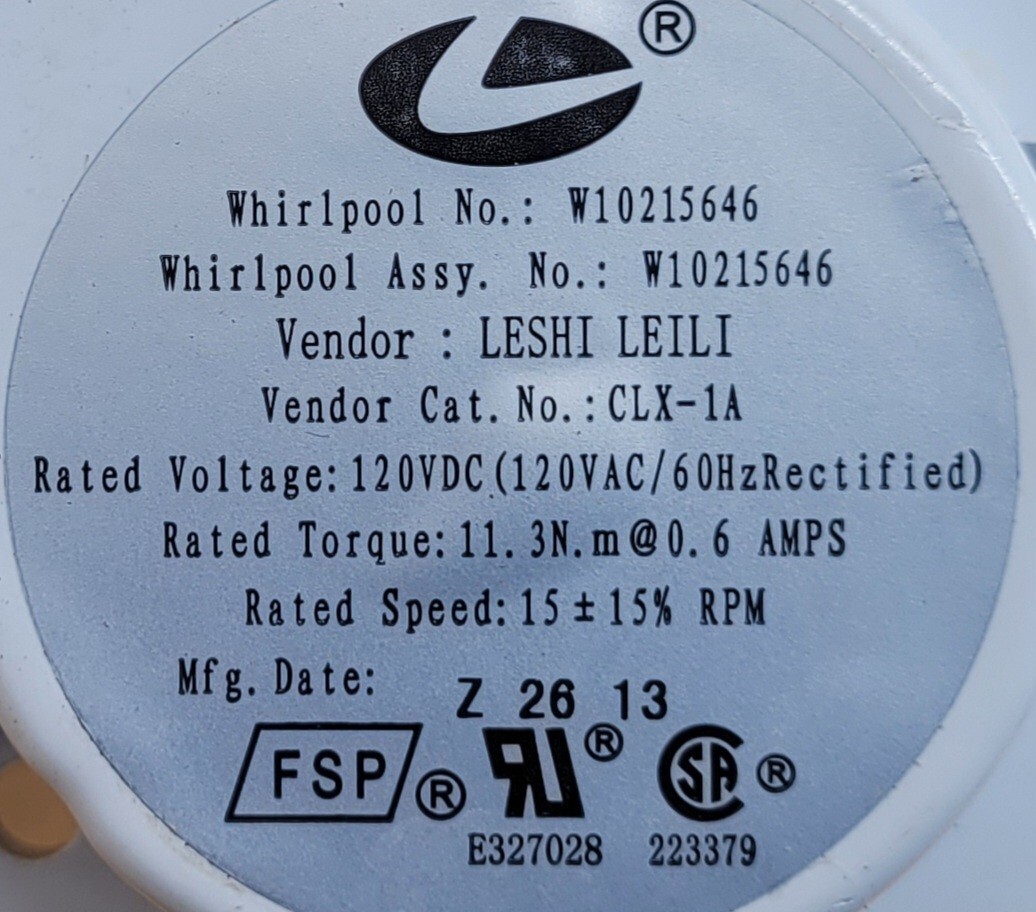 ®
Whirlpool No.: W10215646
Whirlpool Assy. No.: W10215646
Vendor : LESHI LEILI
Vendor Cat. No.:CLX-1A
Rated Voltage:120VDC(120VAC/60HzRectified)
Rated Torque:11.3N.m@0.6 AMPS
Rated Speed:15±15% RPM
Mfg. Date: Z 26 13
FSP® RU® SA®
E327028 223379